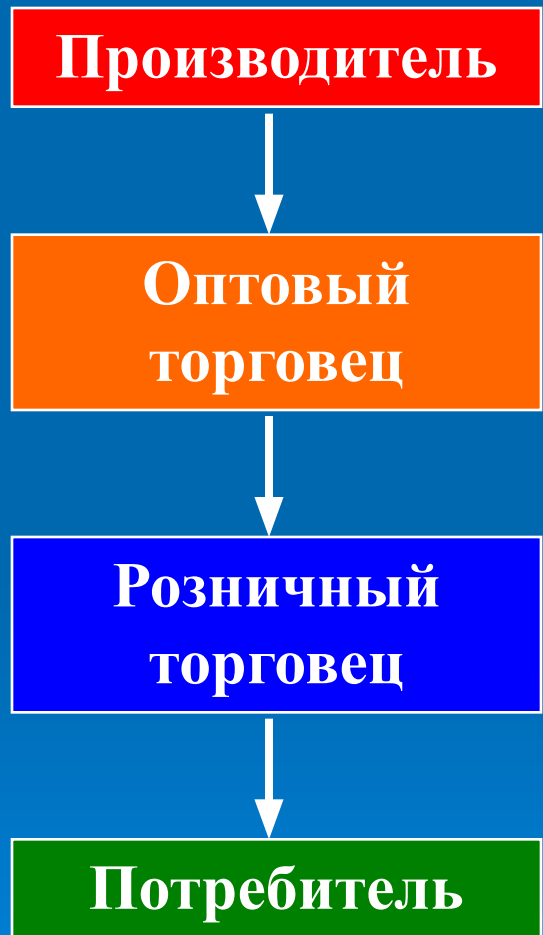 Производитель
Оптовый
торговец
Розничный
торговец
Потребитель